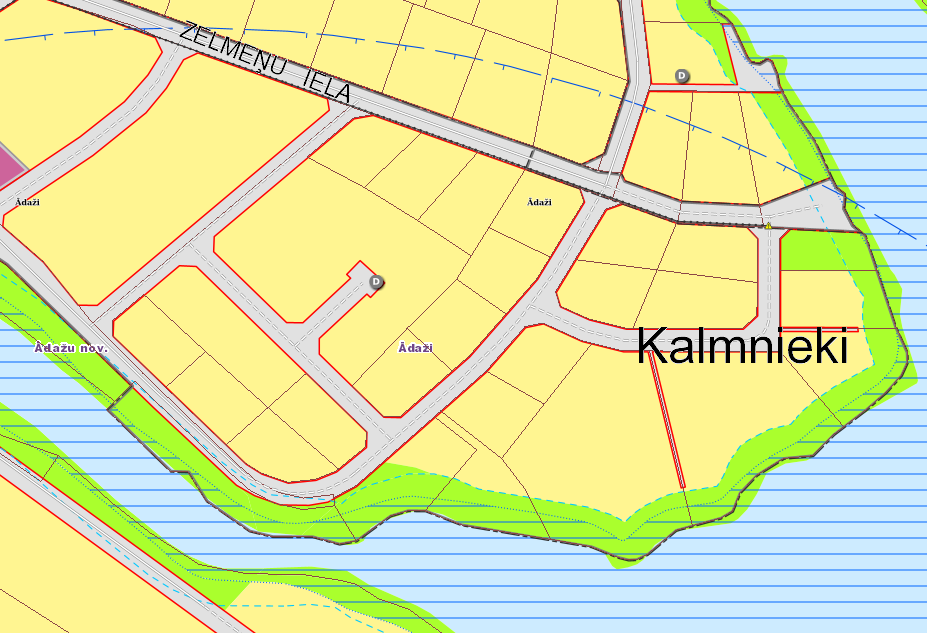 ZELMEŅU IELA
D
Ādaži
Ādaži
D
Ādažu nov.
Ādaži
Kalmnieki